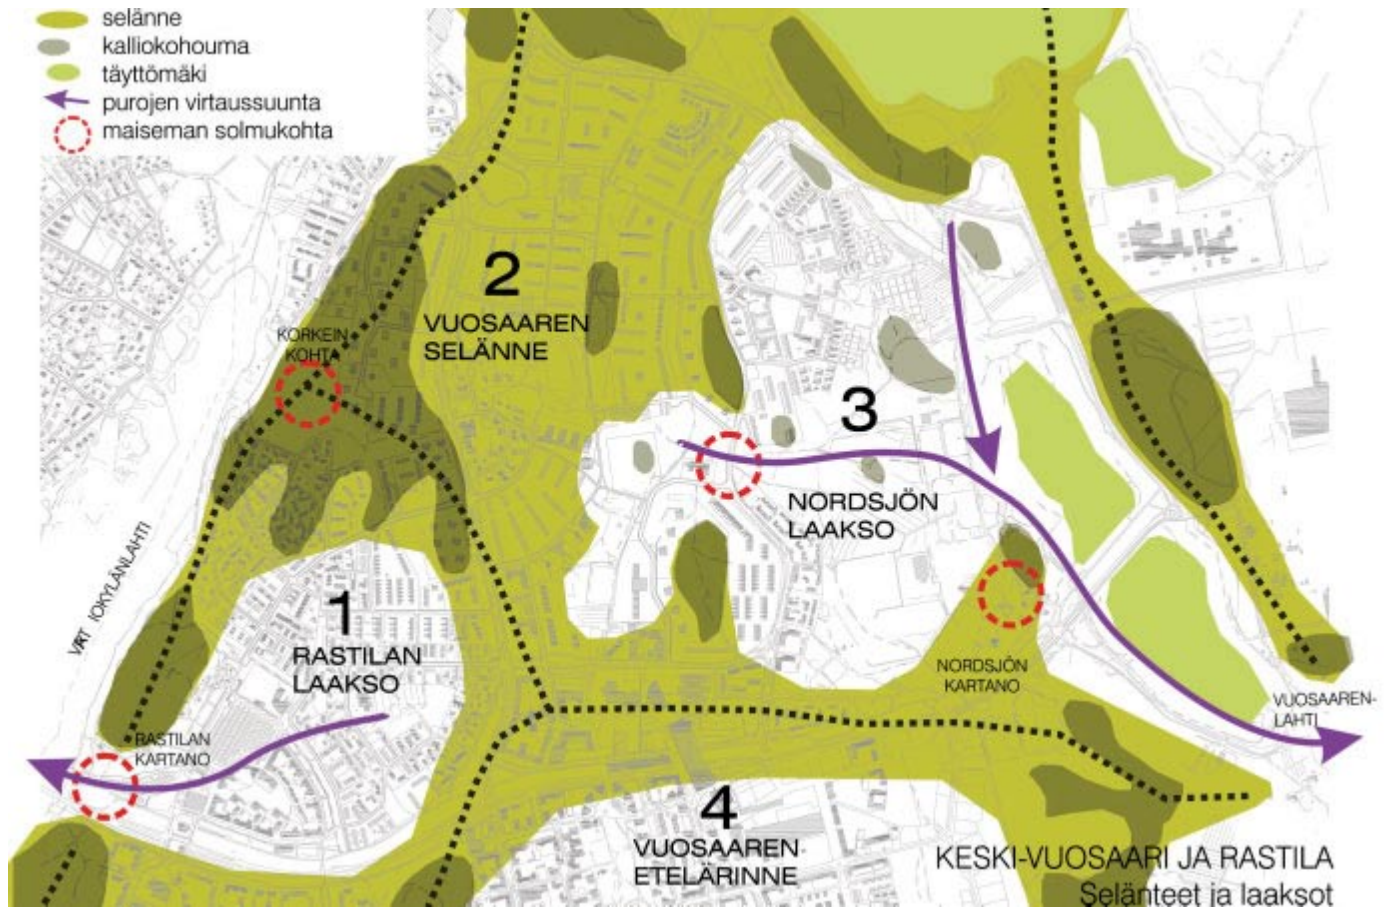 selänne
kalliokohouma
täyttömäki
purojen virtaussuunta
maiseman solmukohta
KORKEIN
KOHTA
2
VUOSAAREN
SELÄNNE
3
NORDSJÖN
LAAKSO
1
RASTILAN
LAAKSO
NORDSJÖN
KARTANO
VUOSAAREN-
LAHTI
RASTILAN
KARTANO
4
VUOSAAREN
ETELÄRINNE
KESKI-VUOSAARI JA RASTILA
Selänteet ja laaksot